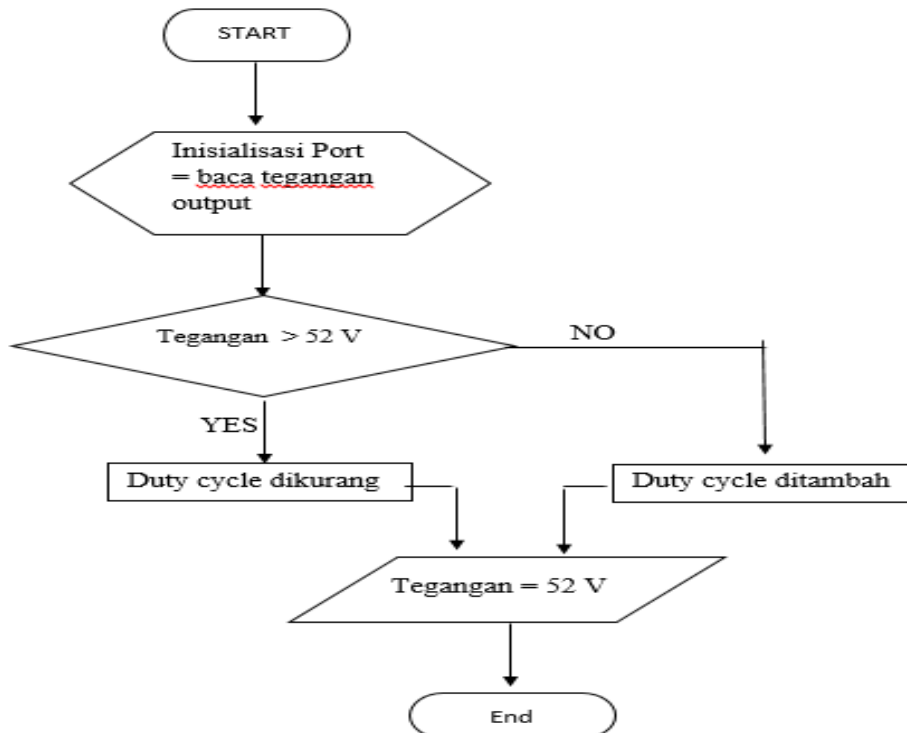 START
Inisialisasi Port
= baca tegangan
output
Tegangan > 52 V
NO
YES
Duty cycle dikurang
Duty cycle ditambah
Tegangan = 52 V
End